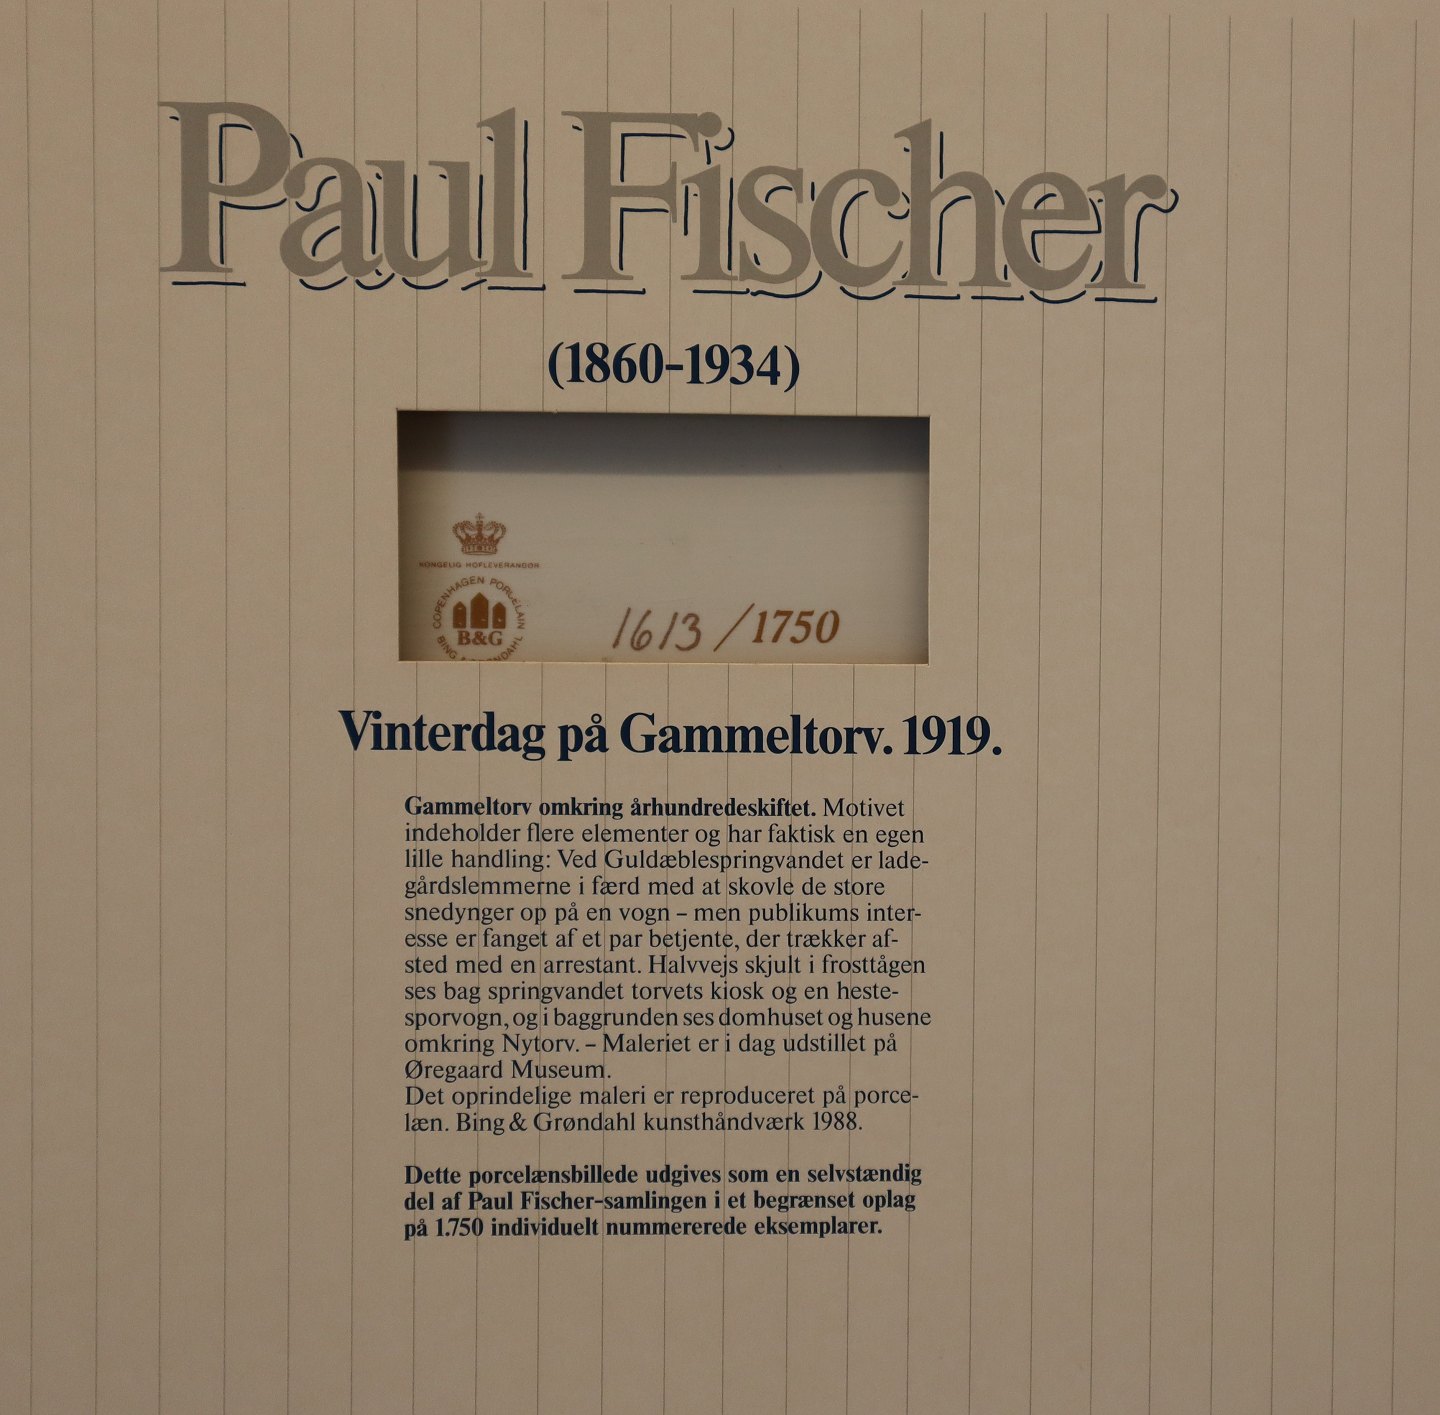 Paul Fischer
(1860-1934)
KONGELIG HOFLEVERANDØR
COPENHAGEN PORCELAIN
B&G
BING &
1613/1750
Vinterdag på Gammeltorv. 1919.
Gammeltorv omkring århundredeskiftet. Motivet
indeholder flere elementer og har faktisk en egen
lille handling: Ved Guldæblespringvandet er lade-
gårdslemmerne i færd med at skovle de store
snedynger op på en vogn – men publikums inter-
esse er fanget af et par betjente, der trækker af-
sted med en arrestant. Halvvejs skjult i frosttågen
ses bag springvandet torvets kiosk og en heste-
sporvogn, og i baggrunden ses domhuset og husene
omkring Nytorv. – Maleriet er i dag udstillet på
Øregaard Museum.
Det oprindelige maleri er reproduceret på porce-
læn. Bing & Grøndahl kunsthåndværk 1988.
Dette porcelænsbillede udgives som en selvstændig
del af Paul Fischer-samlingen i et begrænset oplag
på 1.750 individuelt nummererede eksemplarer.